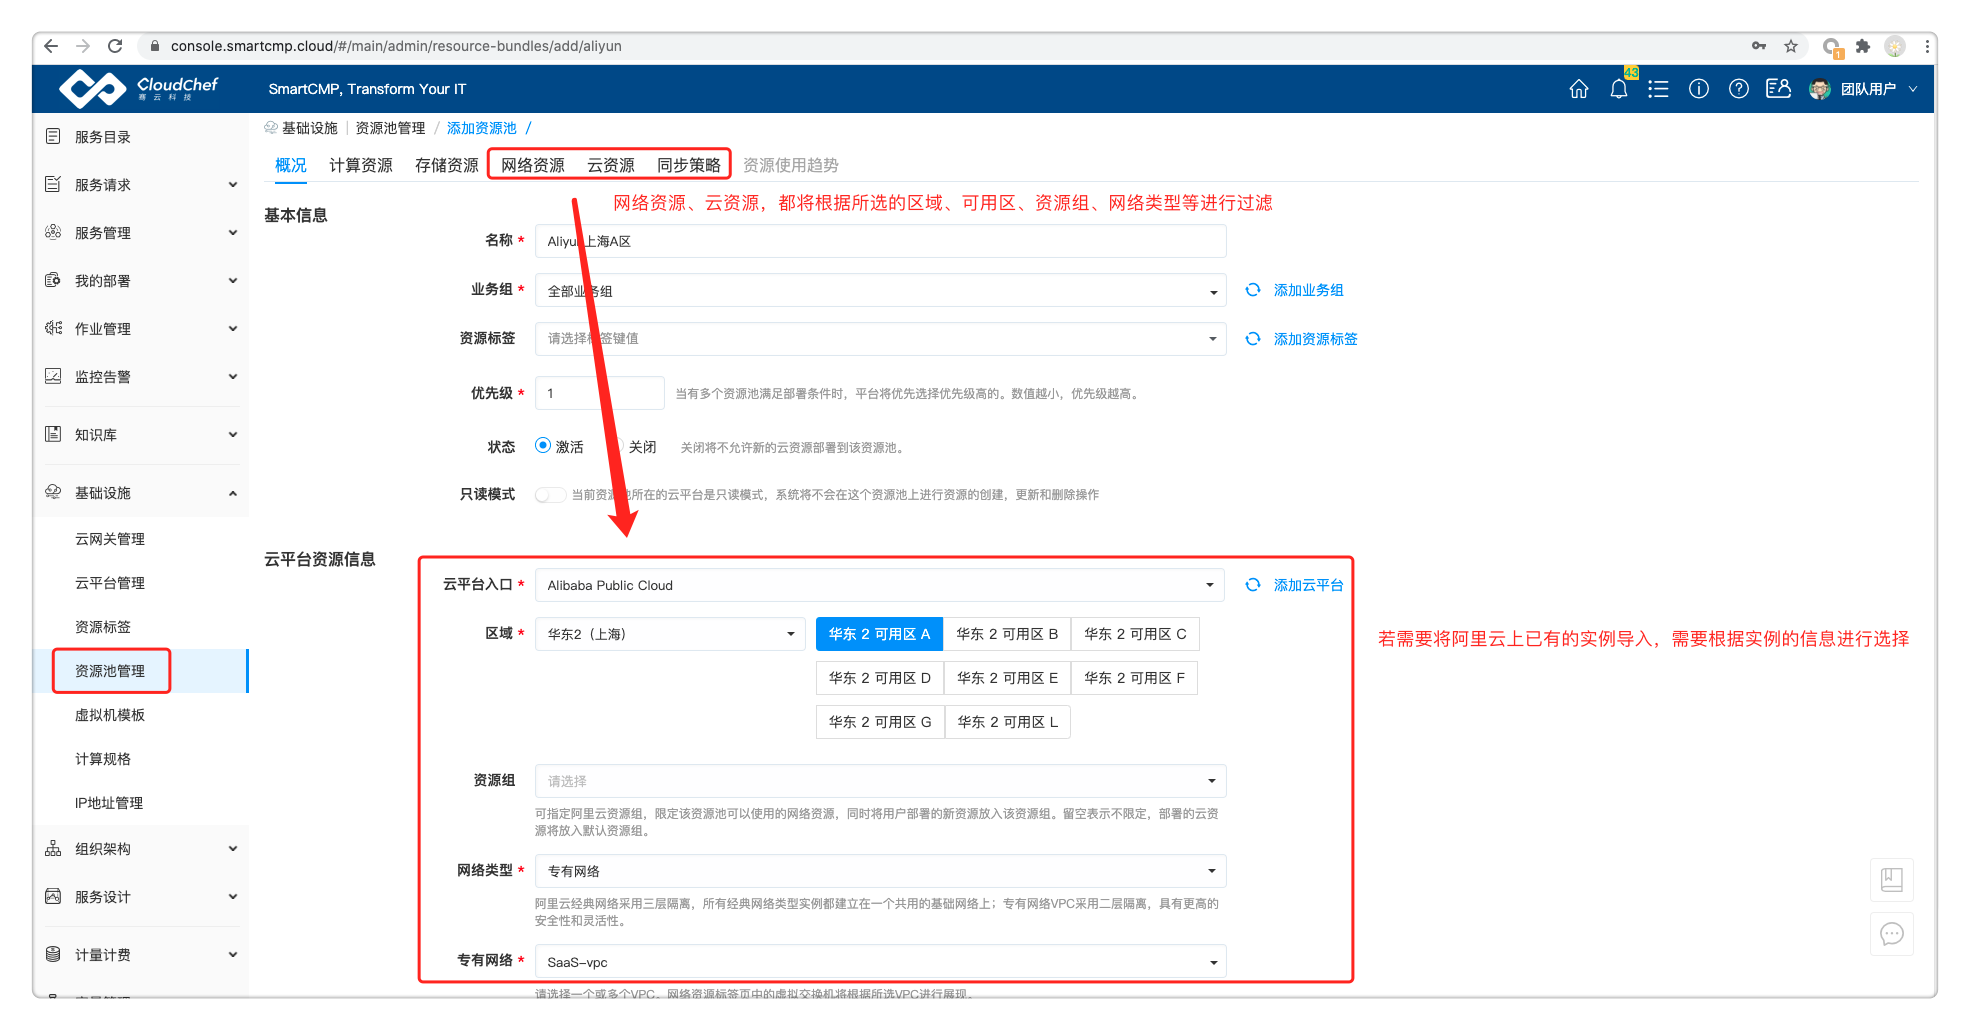 console.smartcmp.cloud/#/main/admin/resource-bundles/add/aliyun
1
CloudChef
骞云科技
SmartCMP, Transform Your IT
43
团队用户
服务目录
服务请求
服务管理
我的部署
作业管理
监控告警
知识库
基础设施
云网关管理
云平台管理
资源标签
资源池管理
虚拟机模板
计算规格
IP地址管理
组织架构
服务设计
计量计费
基础设施 | 资源池管理 / 添加资源池 /
概况 计算资源 存储资源 网络资源 云资源 同步策略 资源使用趋势
网络资源、云资源，都将根据所选的区域、可用区、资源组、网络类型等进行过滤
基本信息
名称 * Aliyu 上海A区
业务组 * 全部业务组 添加业务组
资源标签 请选择标签键值 添加资源标签
优先级 * 1 当有多个资源池满足部署条件时，平台将优先选择优先级高的。数值越小，优先级越高。
状态 激活 关闭 关闭将不允许新的云资源部署到该资源池。
只读模式 当前资源池所在的云平台是只读模式，系统将不会在这个资源池上进行资源的创建，更新和删除操作
云平台资源信息
云平台入口 * Alibaba Public Cloud 添加云平台
区域 * 华东2（上海） 华东 2 可用区 A 华东 2 可用区 B 华东 2 可用区 C
若需要将阿里云上已有的实例导入，需要根据实例的信息进行选择
华东 2 可用区 D 华东 2 可用区 E 华东 2 可用区 F
华东 2 可用区 G 华东 2 可用区 L
资源组 请选择
可指定阿里云资源组，限定该资源池可以使用的网络资源，同时将用户部署的新资源放入该资源组。留空表示不限定，部署的云资
源将放入默认资源组。
网络类型 * 专有网络
阿里云经典网络采用三层隔离，所有经典网络类型实例都建立在一个共用的基础网络上；专有网络VPC采用二层隔离，具有更高的
安全性和灵活性。
专有网络 * SaaS-vpc
请选择一个或多个VPC。网络资源标签页中的虚拟交换机将根据所选VPC进行展现。